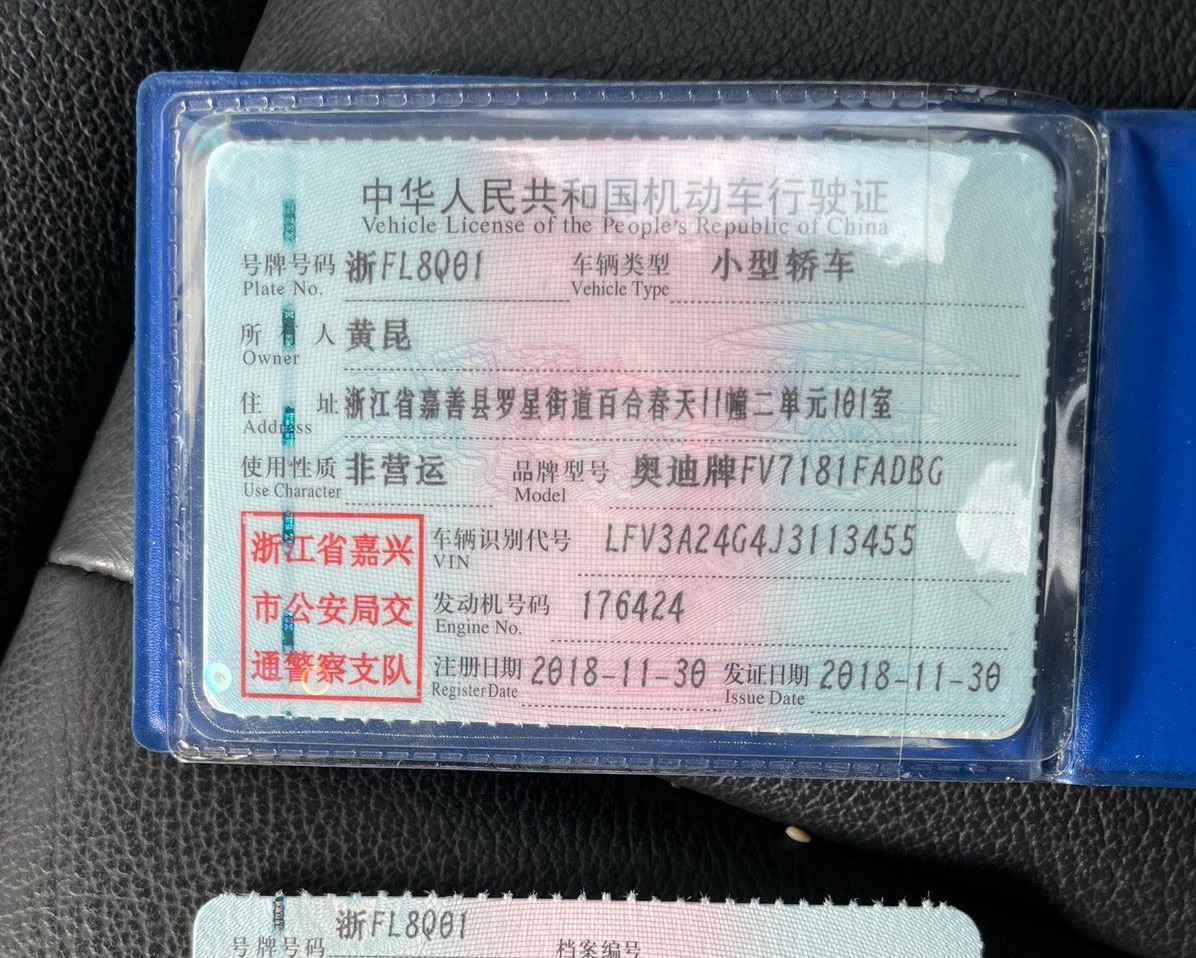 中华人民共和国机动车行驶证
Vehicle License of the People's Republic of China
号牌号码 浙FL8Q01 车辆类型 小型轿车
Plate No. Vehicle Type
所有人 黄昆
Owner
住址 浙江省嘉善县罗星街道百合春天11幢二单元101室
Address
使用性质 非营运 品牌型号 奥迪牌FV7181FADBG
Use Character Model
浙江省嘉兴
市公安局交
通警察支队
车辆识别代号 LFV3A24G4J3113455
VIN
发动机号码 176424
Engine No.
注册日期 2018-11-30 发证日期 2018-11-30
Register Date Issue Date
号牌号码 浙FL8Q01 档案编号